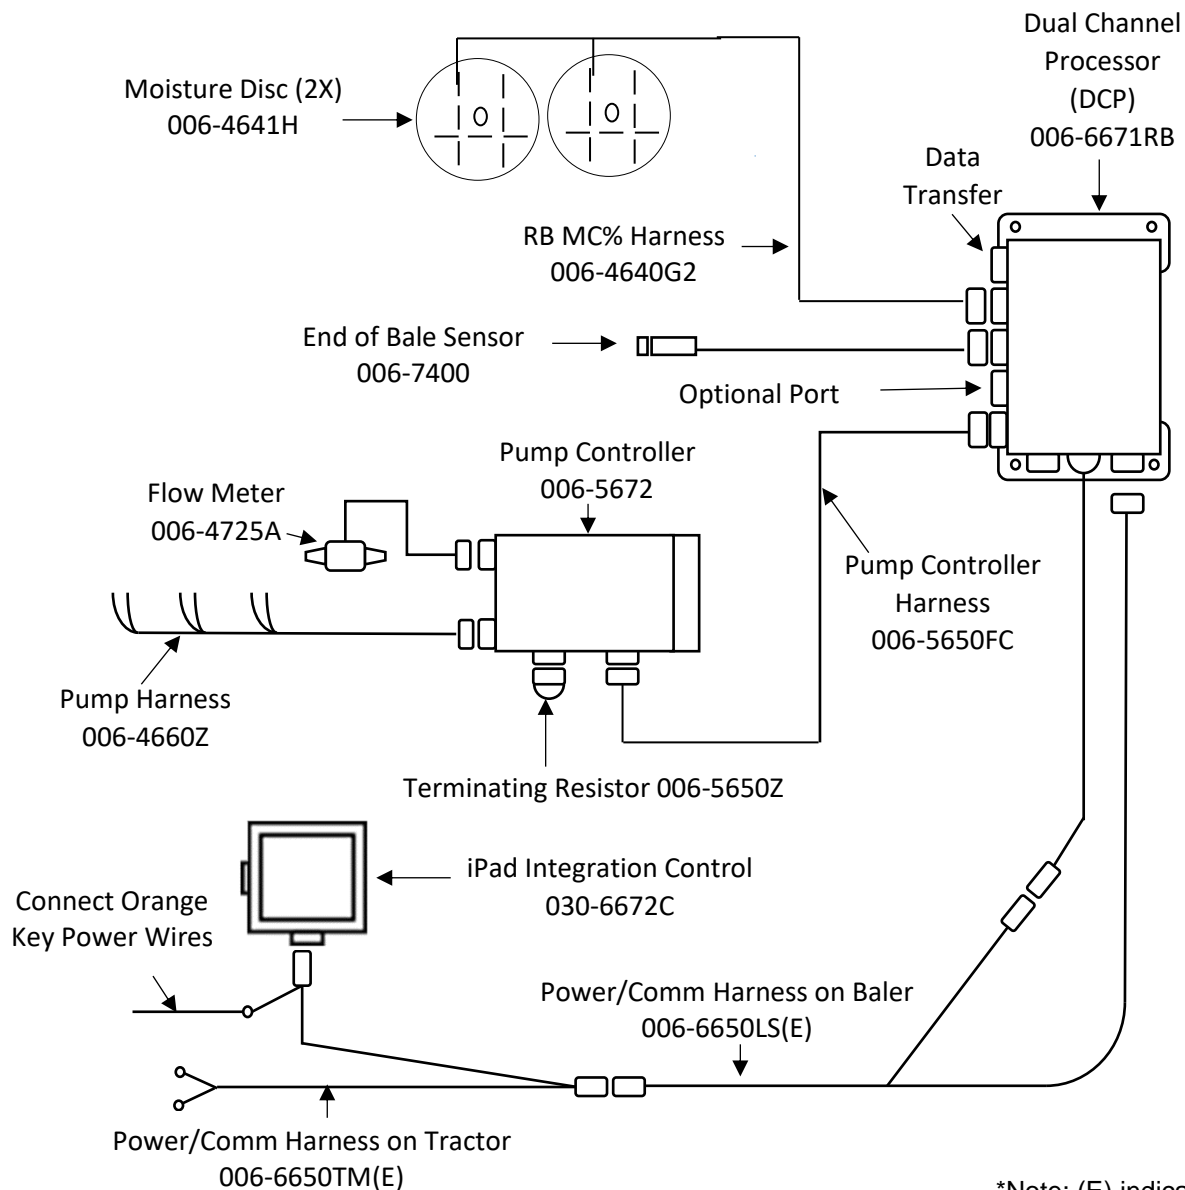 Dual Channel
Processor
(DCP)
006-6671RB
Moisture Disc (2X)
006-4641H
Data
Transfer
RB MC% Harness
006-4640G2
End of Bale Sensor
006-7400
Optional Port
Pump Controller
006-5672
Flow Meter
006-4725A
Pump Controller
Harness
006-5650FC
Pump Harness
006-4660Z
Terminating Resistor 006-5650Z
iPad Integration Control
030-6672C
Connect Orange
Key Power Wires
Power/Comm Harness on Baler
006-6650LS(E)
Power/Comm Harness on Tractor
006-6650TM(E)
*Note: (E)